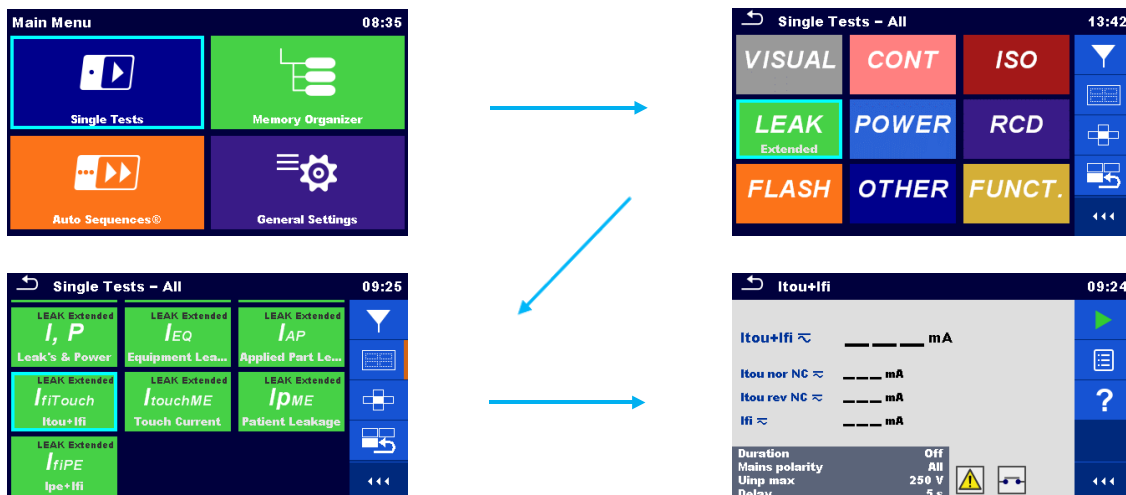 Main Menu 08:35
Single Tests Memory Organizer
Auto Sequences® General Settings
Single Tests – All 13:42
VISUAL CONT ISO
LEAK POWER RCD
Extended
FLASH OTHER FUNCT.
Single Tests – All 09:25
LEAK Extended LEAK Extended LEAK Extended
I, P IEQ IAP
Leak's & Power Equipment Lea... Applied Part Le...
LEAK Extended LEAK Extended LEAK Extended
IfiTouch ItouchME IpME
Itou+Ifi Touch Current Patient Leakage
LEAK Extended
IfiPE
Ipe+Ifi
Itou+Ifi 09:24
Itou+Ifi ≂ _ _ _ mA
Itou nor NC ≂ _ _ _ mA
Itou rev NC ≂ _ _ _ mA
Ifi ≂ _ _ _ mA
?
Duration Off
Mains polarity All
Uinp max 250 V
Delay 5 s